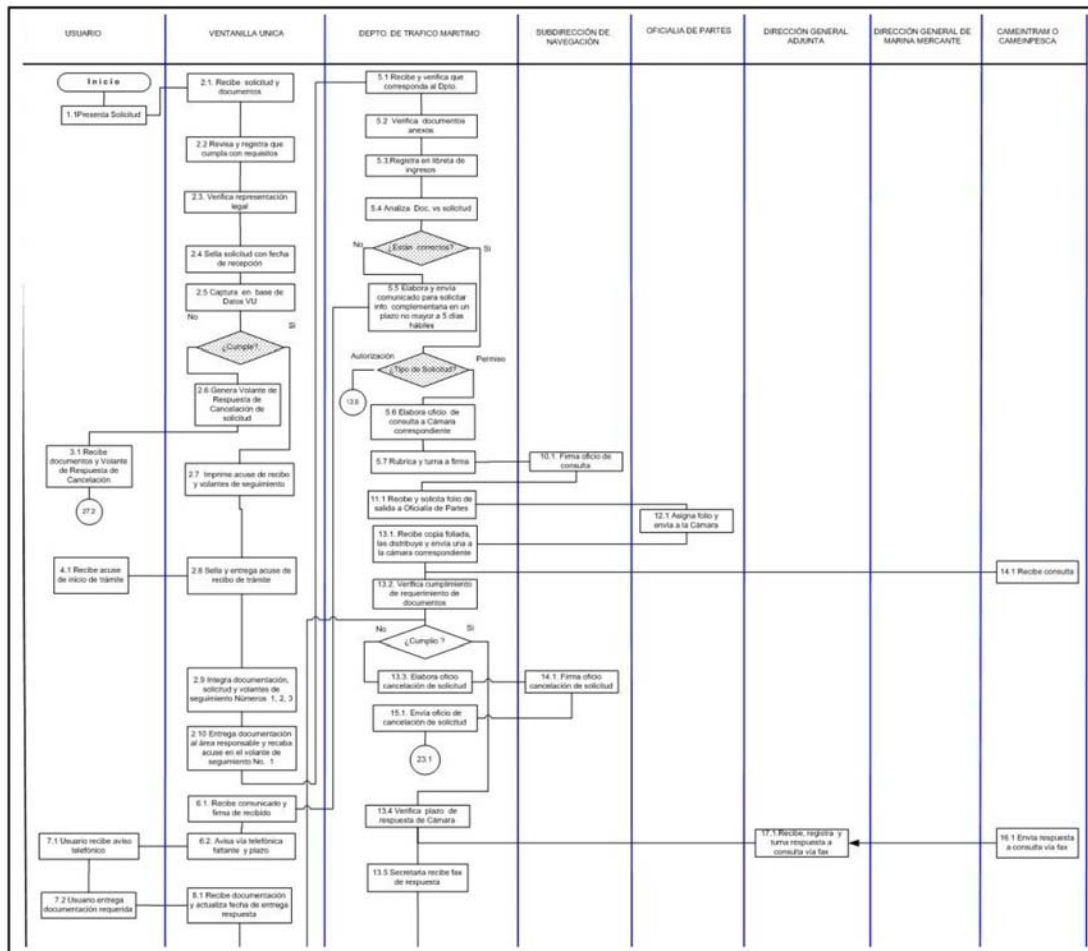 USUARIO
VENTANILLA UNICA
DEPTO. DE TRAFICO MARITIMO
SUBDIRECCIÓN DE
NAVEGACIÓN
OFICIALIA DE PARTES
DIRECCIÓN GENERAL
ADJUNTA
DIRECCIÓN GENERAL DE
MARINA MERCANTE
CAMEINTRAM O
CAMEINPESCA
Inicio
1.1Presenta Solicitud
2.1. Recibe solicitud y
documentos
2.2 Revisa y registra que
cumpla con requisitos
2.3. Verifica representación
legal
2.4 Sella solicitud con fecha
de recepción
2.5 Captura en base de
Datos VU
No
Si
¿Cumple?,
2.6 Genera Volante de
Respuesta de
Cancelación de
solicitud
3.1 Recibe
documentos y Volante
de Respuesta de
Cancelación
27.2
2.7 Imprime acuse de recibo
y volantes de seguimiento
4.1 Recibe acuse
de inicio de trámite
2.8 Sella y entrega acuse de
recibo de trámite
2.9 Integra documentación,
solicitud y volantes de
seguimiento Números 1, 2, 3
2.10 Entrega documentación
al área responsable y recaba
acuse en el volante de
seguimiento No. 1
6.1. Recibe comunicado y
firma de recibido
7.1 Usuario recibe aviso
telefónico
6.2. Avisa vía telefónica
faltante y plazo
7.2 Usuario entrega
documentación requerida
8.1 Recibe documentación
y actualiza fecha de entrega
respuesta
5.1 Recibe y verifica que
corresponda al Dpto.
5.2 Verifica documentos
anexos
5.3.Registra en libreta de
ingresos
5.4 Analiza Doc. vs solicitud
No
¿Están correctos?
Si
5.5 Elabora y envía
comunicado para solicitar
info complementaria en un
plazo no mayor a 5 días
hábiles
Autorización
Permiso
¿Tipo de Solicitud?
13.6
5.6 Elabora oficio de
consulta a Cámara
correspondiente
5.7 Rubrica y turna a firma
10.1. Firma oficio de
consulta
11.1 Recibe y solicita folio de
salida a Oficialía de Partes
12.1 Asigna folio y
envía a la Cámara
13.1. Recibe copia foliada,
las distribuye y envía una a
la cámara correspondiente
14.1 Recibe consulta
13.2. Verifica cumplimiento
de requerimiento de
documentos
No
Si
¿Cumplio ?
13.3. Elabora oficio
cancelación de solicitud
14.1. Firma oficio
cancelación de solicitud
15.1. Envía oficio de
cancelación de solicitud
23.1
13.4 Verifica plazo de
respuesta de Cámara
17.1.Recibe, registra y
turna respuesta a
consulta vía fax
16.1 Envía respuesta
a consulta vía fax
13.5 Secretaria recibe fax
de respuesta